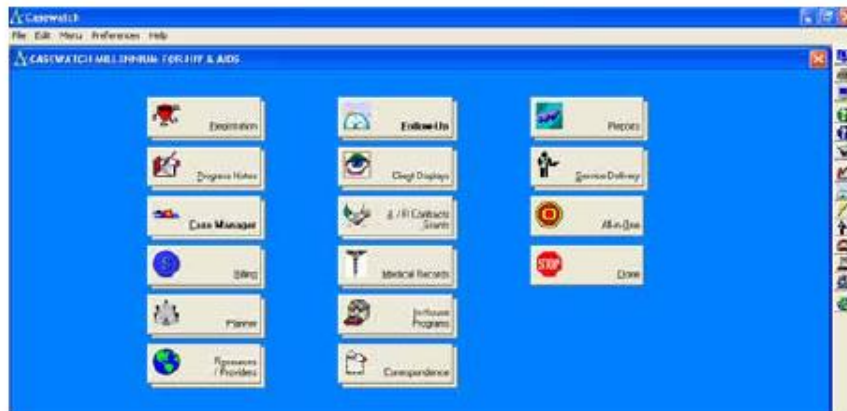 Casewatch
File Edit Menu Preferences Help
CASEWATCH MILLENNIUM FOR HIV & AIDS
Registration
Follow-Up
Reports
Progress Notes
Client Displays
Service Delivery
Case Manager
Contracts
Grants
All-in-One
Billing
Medical Records
STOP
Done
Planner
Programs
Resources
/ Providers
Correspondence